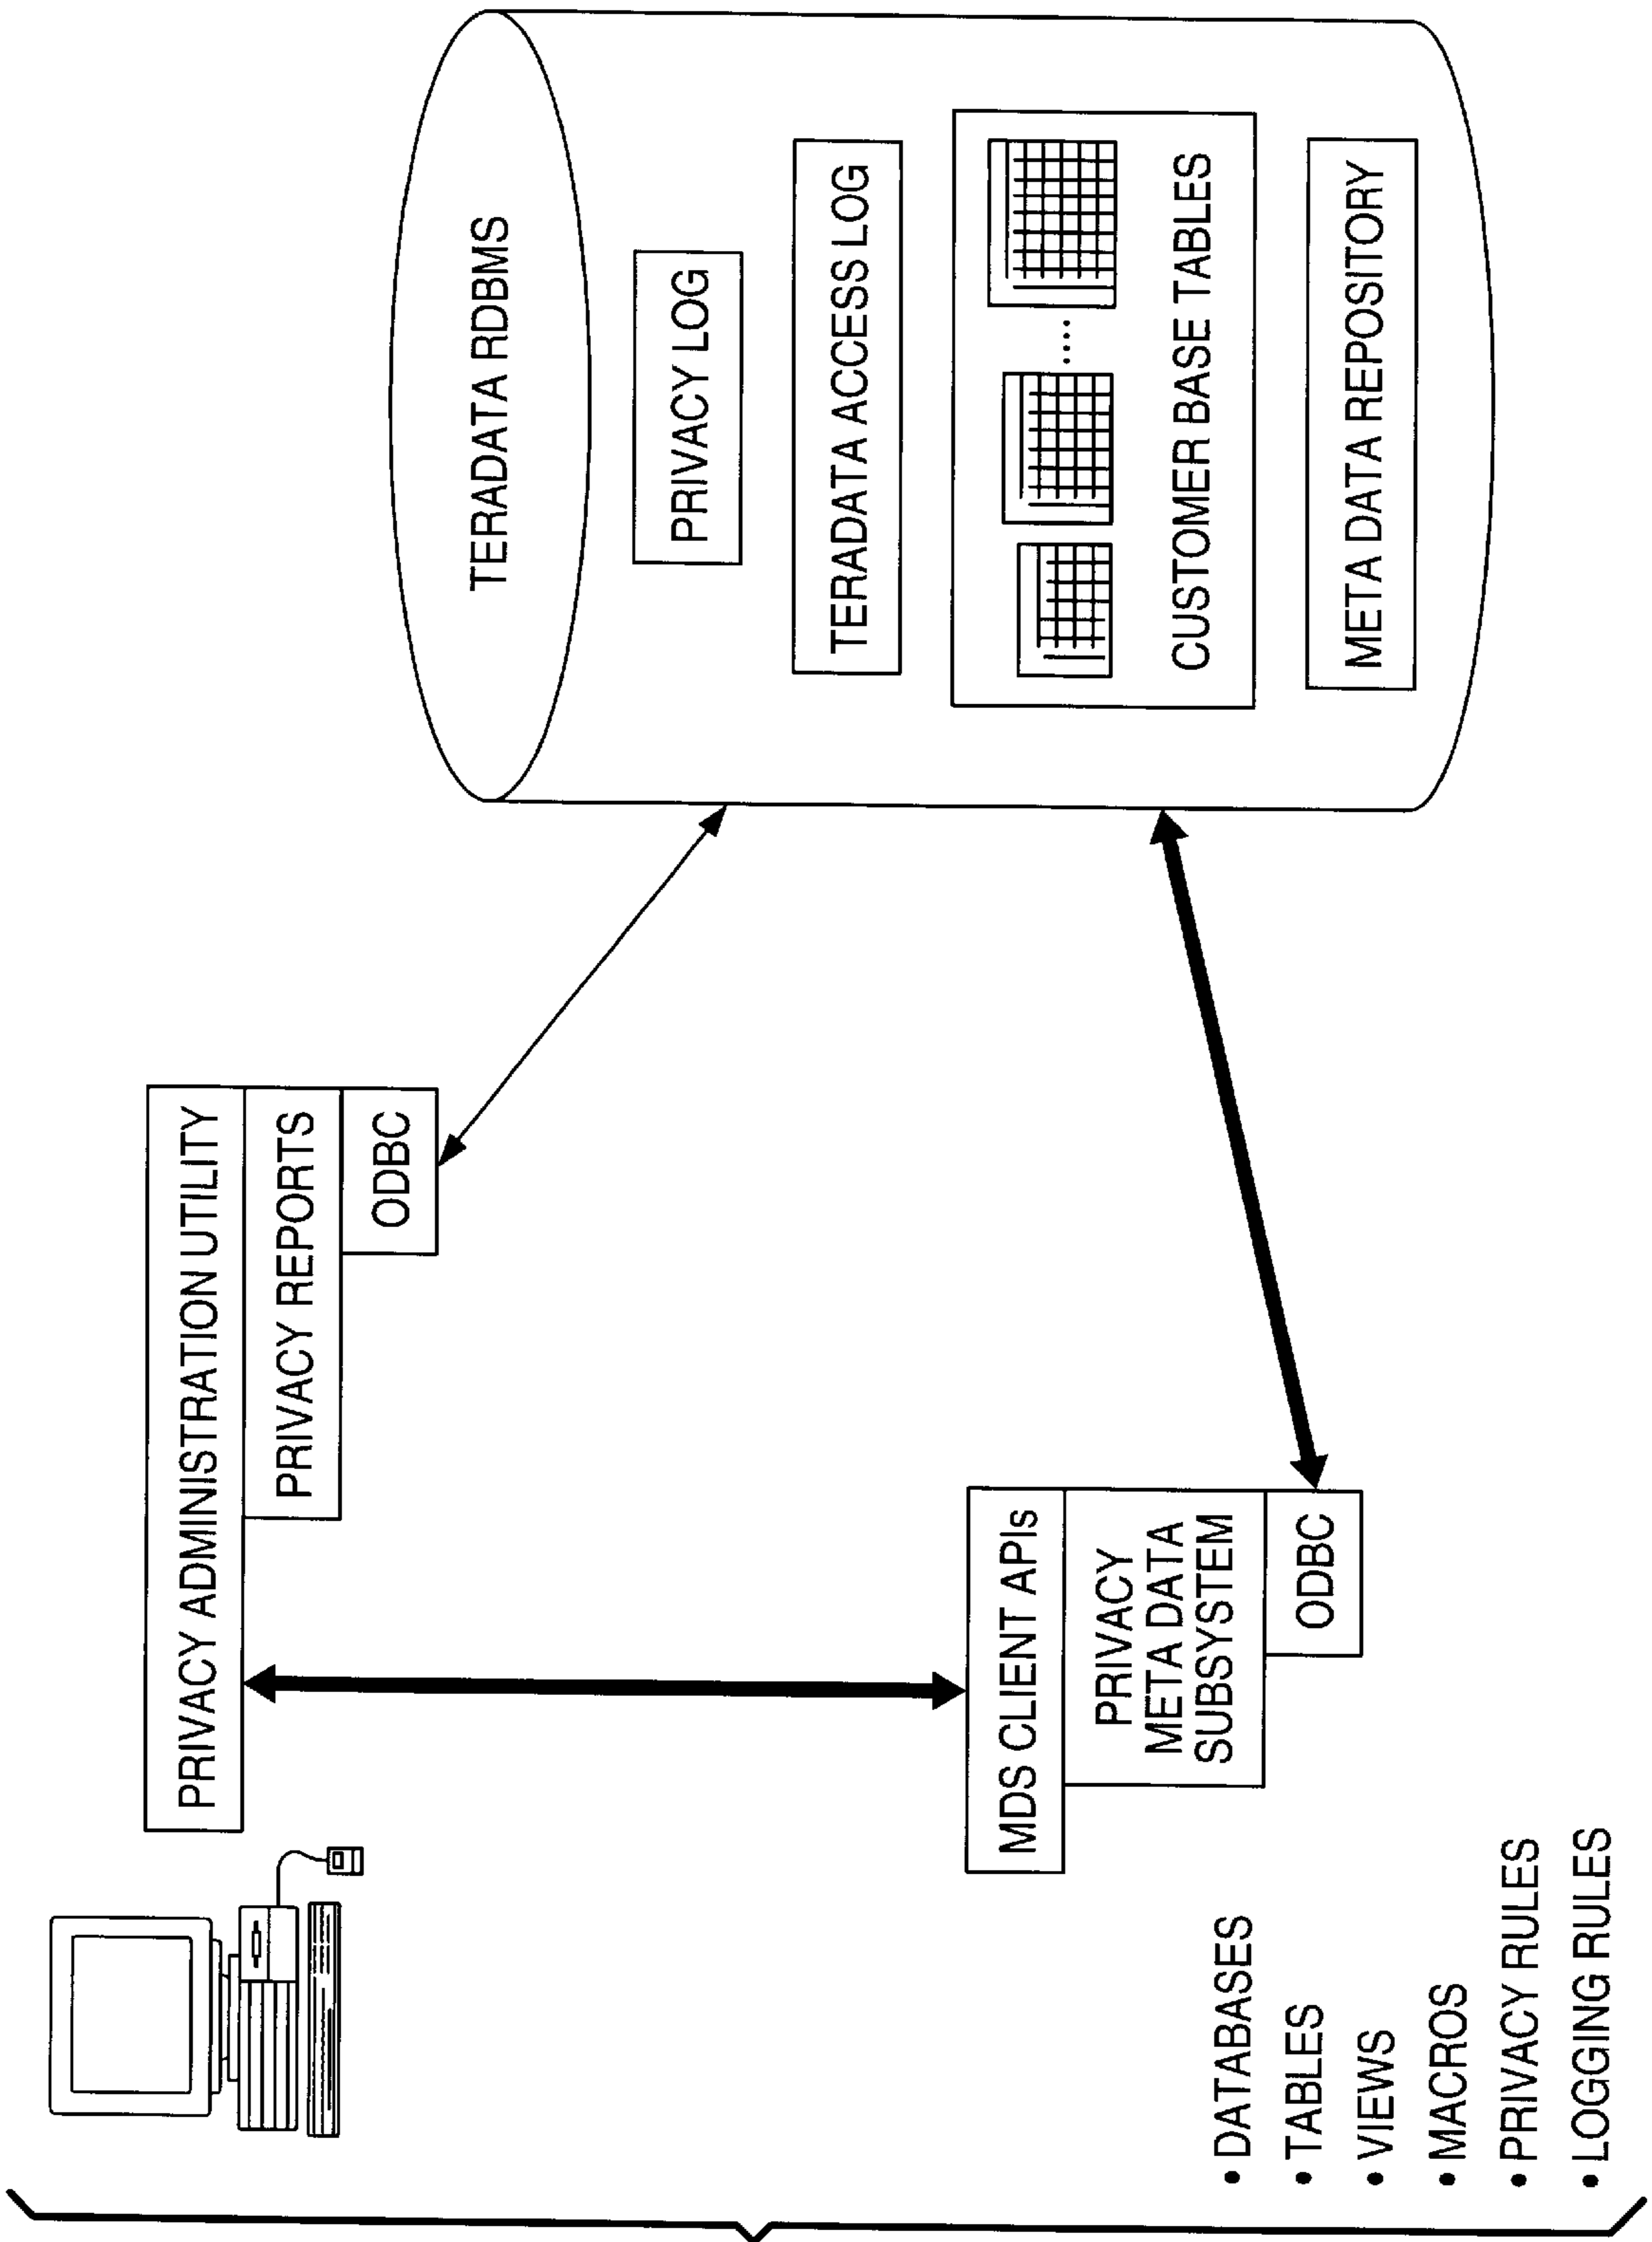 PRIVACY ADMINISTRATION UTILITY
PRIVACY REPORTS
ODBC
MDS CLIENT APIs
PRIVACY
META DATA
SUBSYSTEM
ODBC
• DATABASES
• TABLES
• VIEWS
• MACROS
• PRIVACY RULES
• LOGGING RULES
TERADATA RDBMS
PRIVACY LOG
TERADATA ACCESS LOG
.....
CUSTOMER BASE TABLES
META DATA REPOSITORY